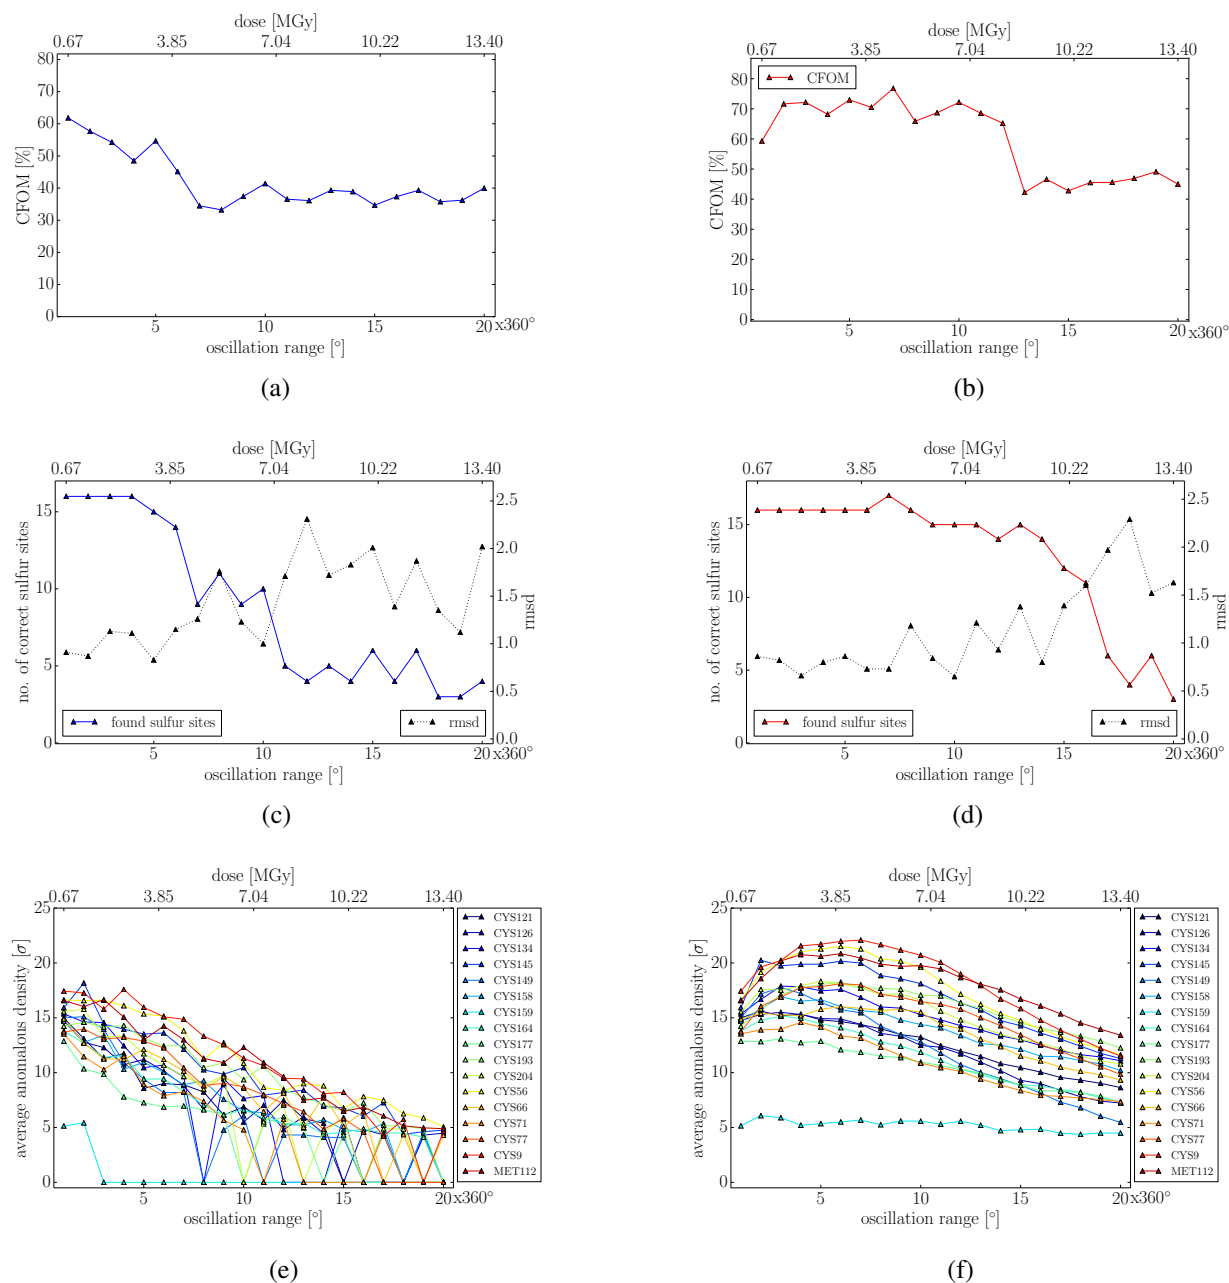 dose [MGy]
0.67 3.85 7.04 10.22 13.40
80
70
60
50
40
30
20
10
0
CFOM [%]
5 10 15 20 x360°
oscillation range [°]
(a)
dose [MGy]
0.67 3.85 7.04 10.22 13.40
CFOM
80
70
60
50
40
30
20
10
0
CFOM [%]
5 10 15 20 x360°
oscillation range [°]
(b)
dose [MGy]
0.67 3.85 7.04 10.22 13.40
15
10
5
0
no. of correct sulfur sites
2.5
2.0
1.5
1.0
0.5
0.0
rmsd
found sulfur sites
rmsd
5 10 15 20 x360°
oscillation range [°]
(c)
dose [MGy]
0.67 3.85 7.04 10.22 13.40
15
10
5
0
no. of correct sulfur sites
2.5
2.0
1.5
1.0
0.5
0.0
rmsd
found sulfur sites
rmsd
5 10 15 20 x360°
oscillation range [°]
(d)
dose [MGy]
0.67 3.85 7.04 10.22 13.40
25
20
15
10
5
0
average anomalous density [σ]
CYS121
CYS126
CYS134
CYS145
CYS149
CYS158
CYS159
CYS164
CYS177
CYS193
CYS204
CYS56
CYS66
CYS71
CYS77
CYS9
MET112
5 10 15 20 x360°
oscillation range [°]
(e)
dose [MGy]
0.67 3.85 7.04 10.22 13.40
25
20
15
10
5
0
average anomalous density [σ]
CYS121
CYS126
CYS134
CYS145
CYS149
CYS158
CYS159
CYS164
CYS177
CYS193
CYS204
CYS56
CYS66
CYS71
CYS77
CYS9
MET112
5 10 15 20 x360°
oscillation range [°]
(f)